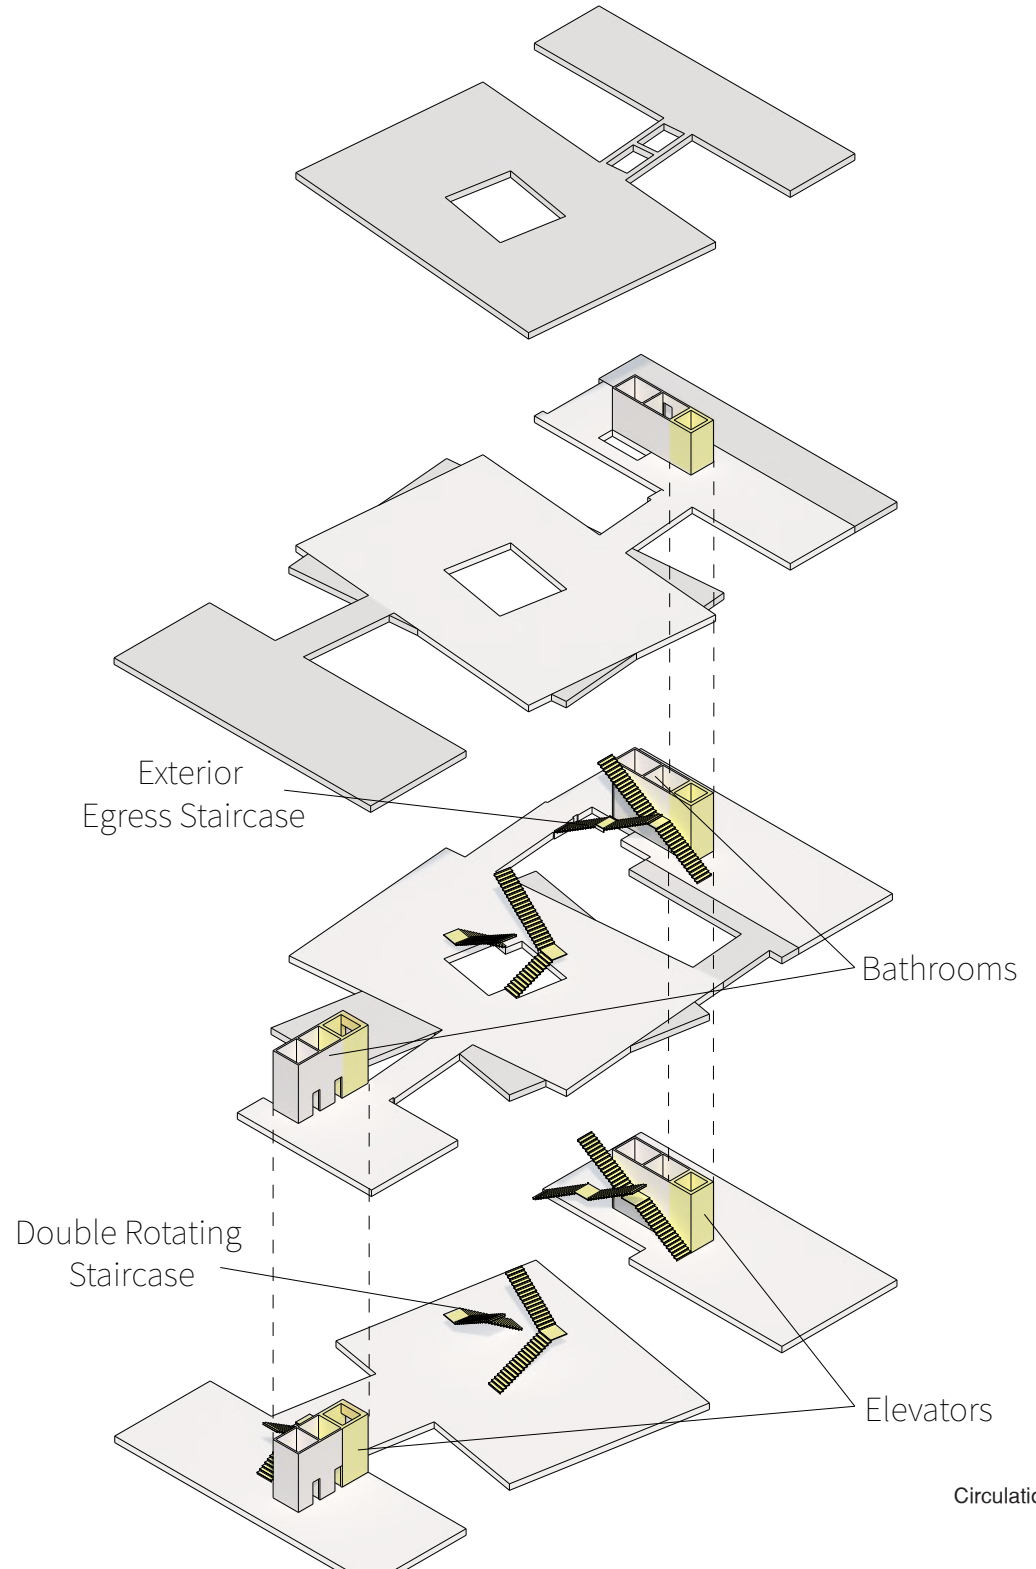 Exterior
Egress Staircase
Bathrooms
Double Rotating
Staircase
Elevators
Circulatio